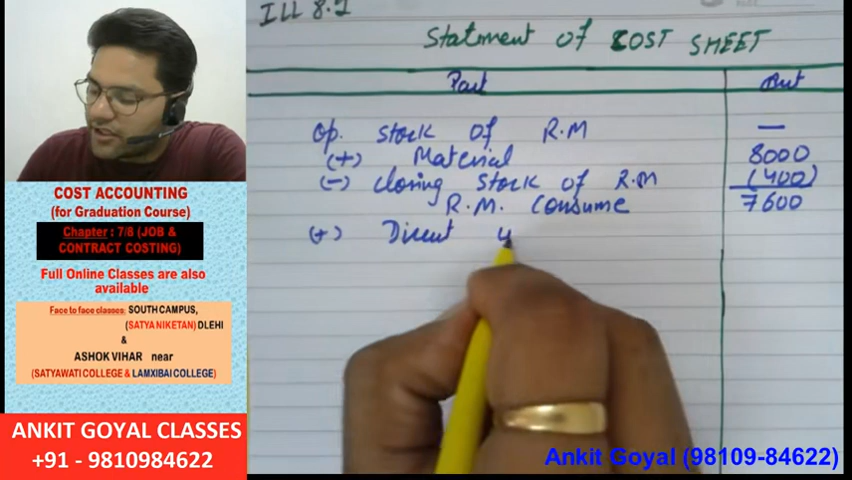 ILL 8.1
Statment of COST SHEET
Part
Amt
Op. Stock of R.M —
(+) Material 8000
(-) Closing Stock of R.M (400)
R.M. Consume 7600
(+) Direct
COST ACCOUNTING
(for Graduation Course)
Chapter : 7/8 (JOB &
CONTRACT COSTING)
Full Online Classes are also
available
Face to face classes: SOUTH CAMPUS,
(SATYA NIKETAN) DLEHI
&
ASHOK VIHAR near
(SATYAWATI COLLEGE & LAMXIBAI COLLEGE)
ANKIT GOYAL CLASSES
+91 - 9810984622
Ankit Goyal (98109-84622)